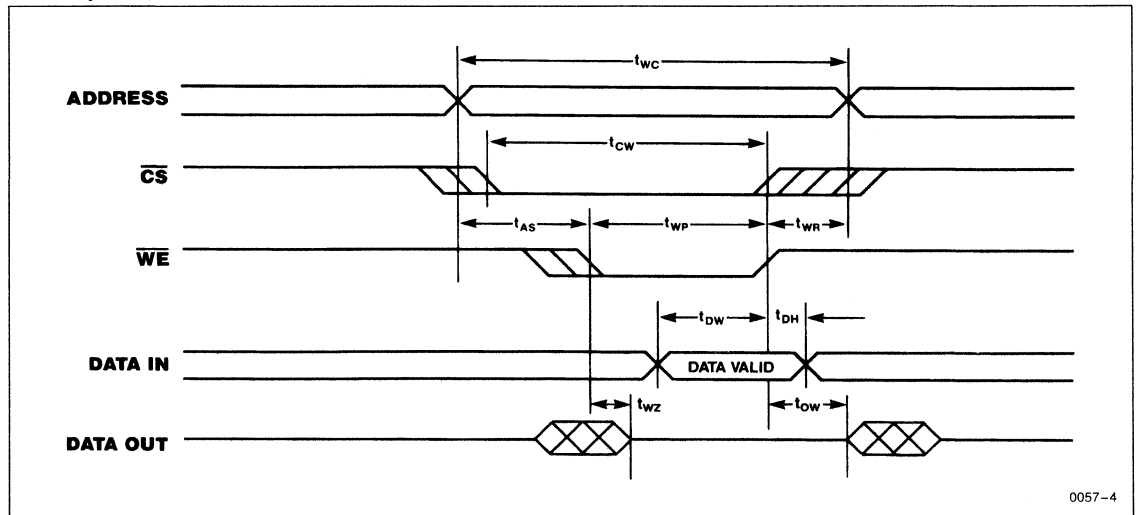 tWC
ADDRESS
tCW
CS
tAS
tWP
tWR
WE
tDW
tDH
DATA IN
DATA VALID
tWZ
tOW
DATA OUT
0057-4